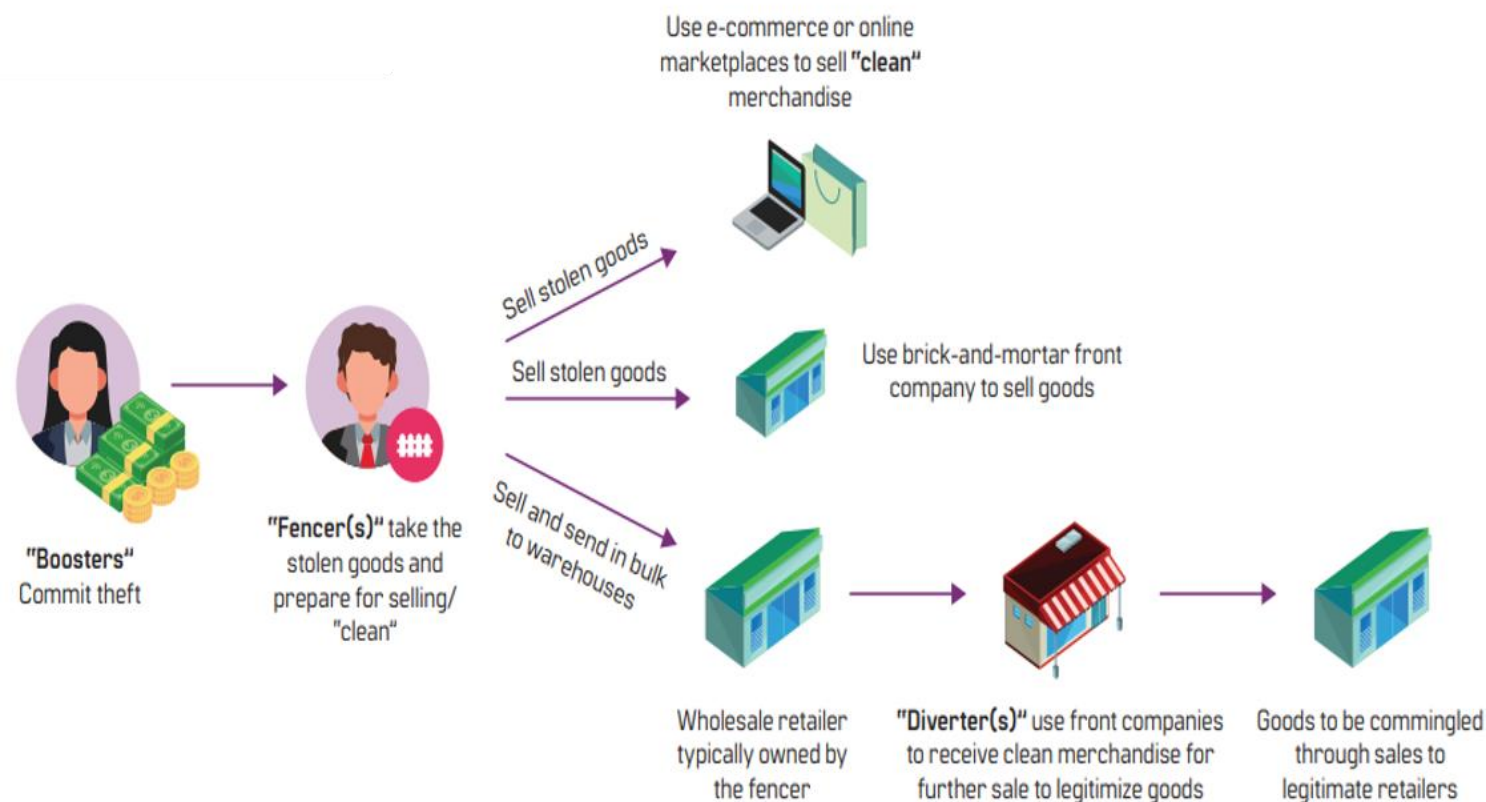 Use e-commerce or online
marketplaces to sell "clean"
merchandise
Sell stolen goods
Sell stolen goods
Use brick-and-mortar front
company to sell goods
Sell and send in bulk
to warehouses
"Boosters"
Commit theft
"Fencer(s)" take the
stolen goods and
prepare for selling/
"clean"
Wholesale retailer
typically owned by
the fencer
"Diverter(s)" use front companies
to receive clean merchandise for
further sale to legitimize goods
Goods to be commingled
through sales to
legitimate retailers